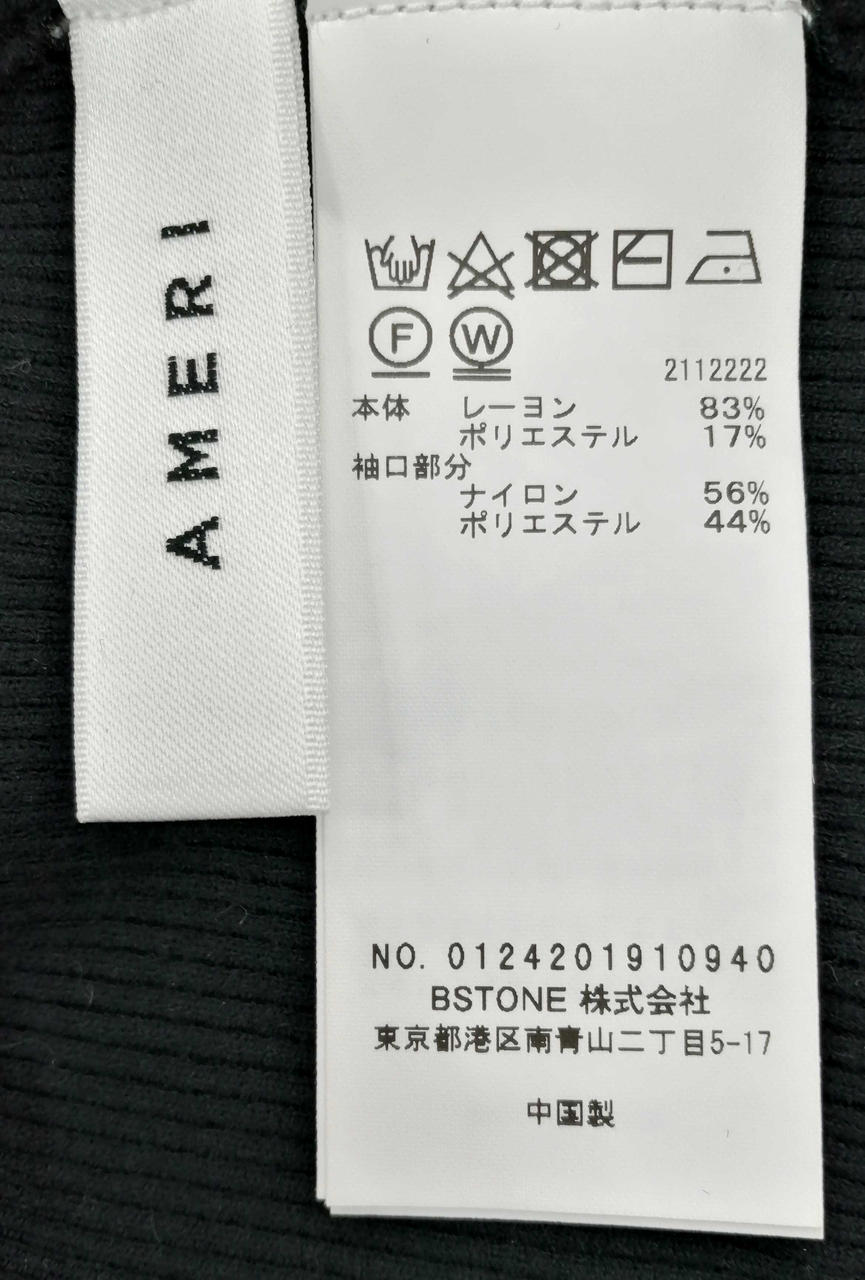 AMERI
F W
2112222
本体 レーヨン 83%
ポリエステル 17%
袖口部分
ナイロン 56%
ポリエステル 44%
NO. 0124201910940
BSTONE 株式会社
東京都港区南青山二丁目5-17
中国製